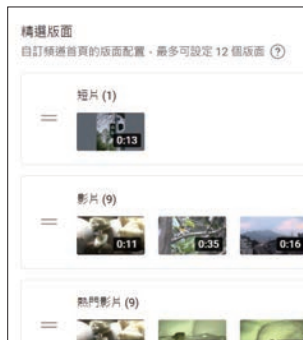 精選版面
自訂頻道首頁的版面配置，最多可設定 12 個版面 ?
短片 (1)
0:13
影片 (9)
0:11
0:35
0:16
熱門影片 (9)